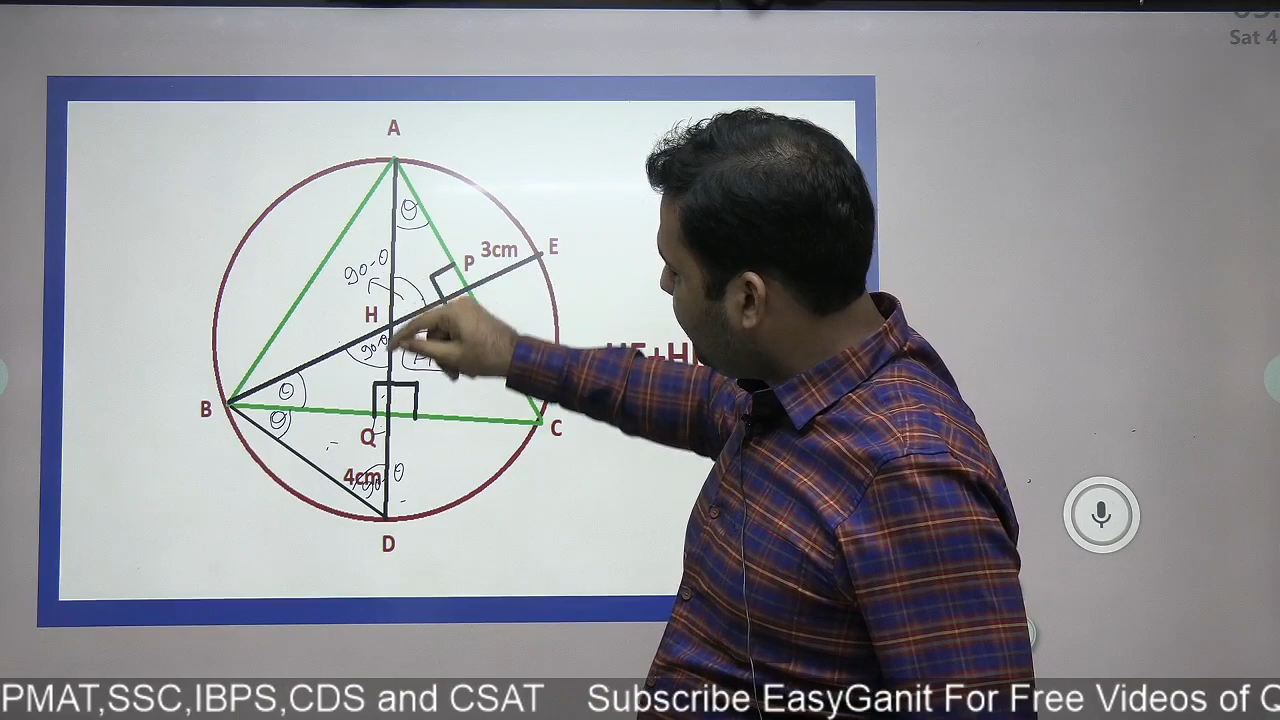 Sat 4
A
θ
3cm
E
P
90-θ
H
90-θ
θ
B
θ
C
Q
4cm
90-θ
D
PMAT,SSC,IBPS,CDS and CSAT Subscribe EasyGanit For Free Videos of Q